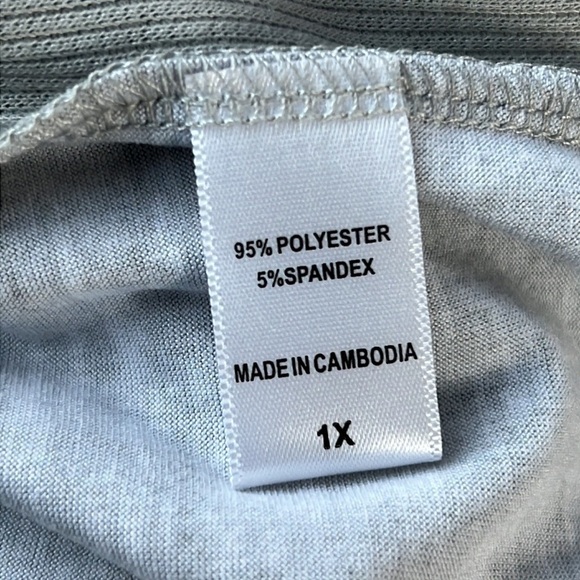 95% POLYESTER
5%SPANDEX
MADE IN CAMBODIA
1X